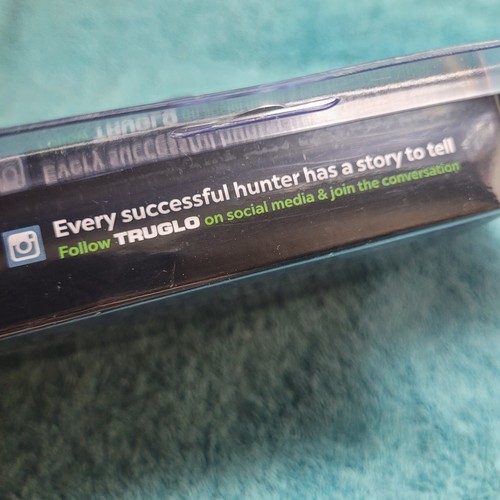 Every successful hunter has a story to tell
Follow TRUGLO on social media & join the conversation